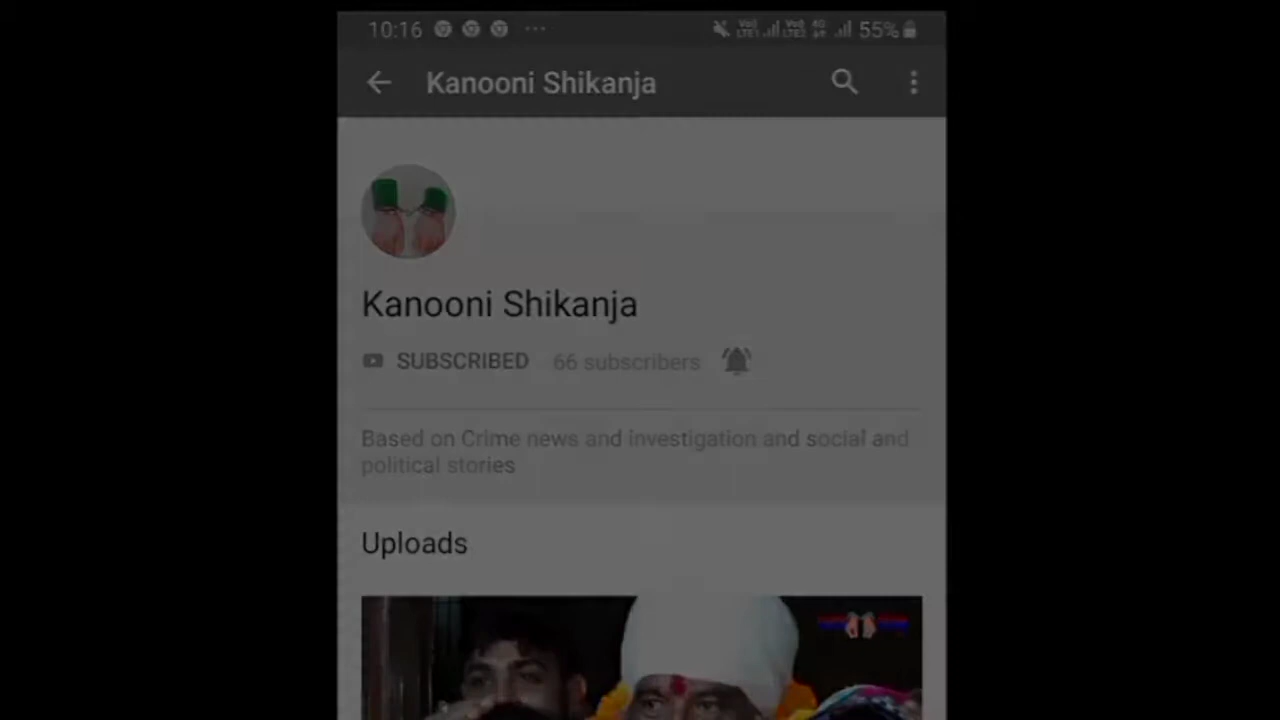 10:16 ... 55%
Kanooni Shikanja
Kanooni Shikanja
SUBSCRIBED 66 subscribers
Based on Crime news and investigation and social and
political stories
Uploads